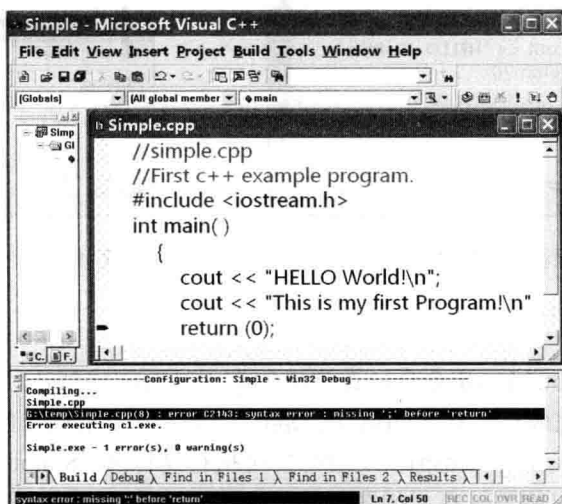 Simple - Microsoft Visual C++
File Edit View Insert Project Build Tools Window Help
(Globals) (All global member main
Simp
Gl
Simple.cpp
//simple.cpp
//First c++ example program.
#include <iostream.h>
int main( )
{
cout << "HELLO World!\n";
cout << "This is my first Program!\n"
return (0);
C. F.
--------------------Configuration: Simple - Win32 Debug--------------------
Compiling...
Simple.cpp
G:\temp\Simple.cpp(8) : error C2143: syntax error : missing ';' before 'return'
Error executing cl.exe.
Simple.exe - 1 error(s), 0 warning(s)
Build Debug Find in Files 1 Find in Files 2 Results
syntax error : missing ';' before 'return' Ln 7, Col 50 REC COL OVR READ